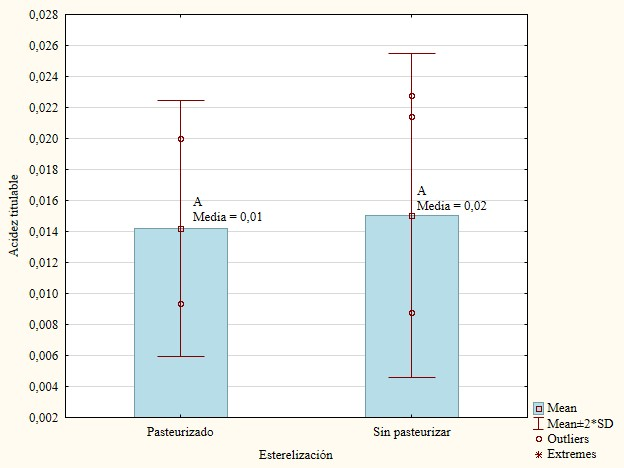 0,028
0,026
0,024
0,022
0,020
0,018
0,016
0,014
0,012
0,010
0,008
0,006
0,004
0,002
Acidez titulable
A
Media = 0,01
A
Media = 0,02
Pasteurizado
Sin pasteurizar
Esterelización
Mean
Mean±2*SD
Outliers
Extremes